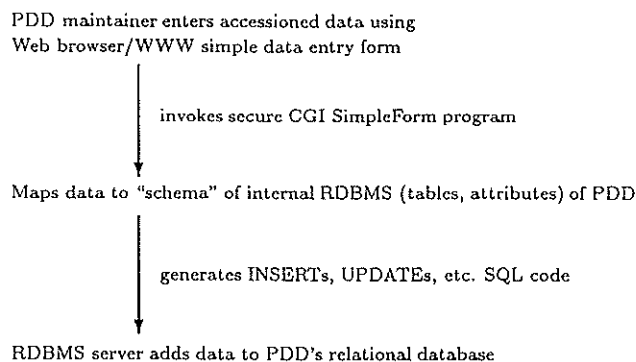 PDD maintainer enters accessioned data using
Web browser/WWW simple data entry form
invokes secure CGI SimpleForm program
Maps data to “schema” of internal RDBMS (tables, attributes) of PDD
generates INSERTs, UPDATEs, etc. SQL code
RDBMS server adds data to PDD's relational database